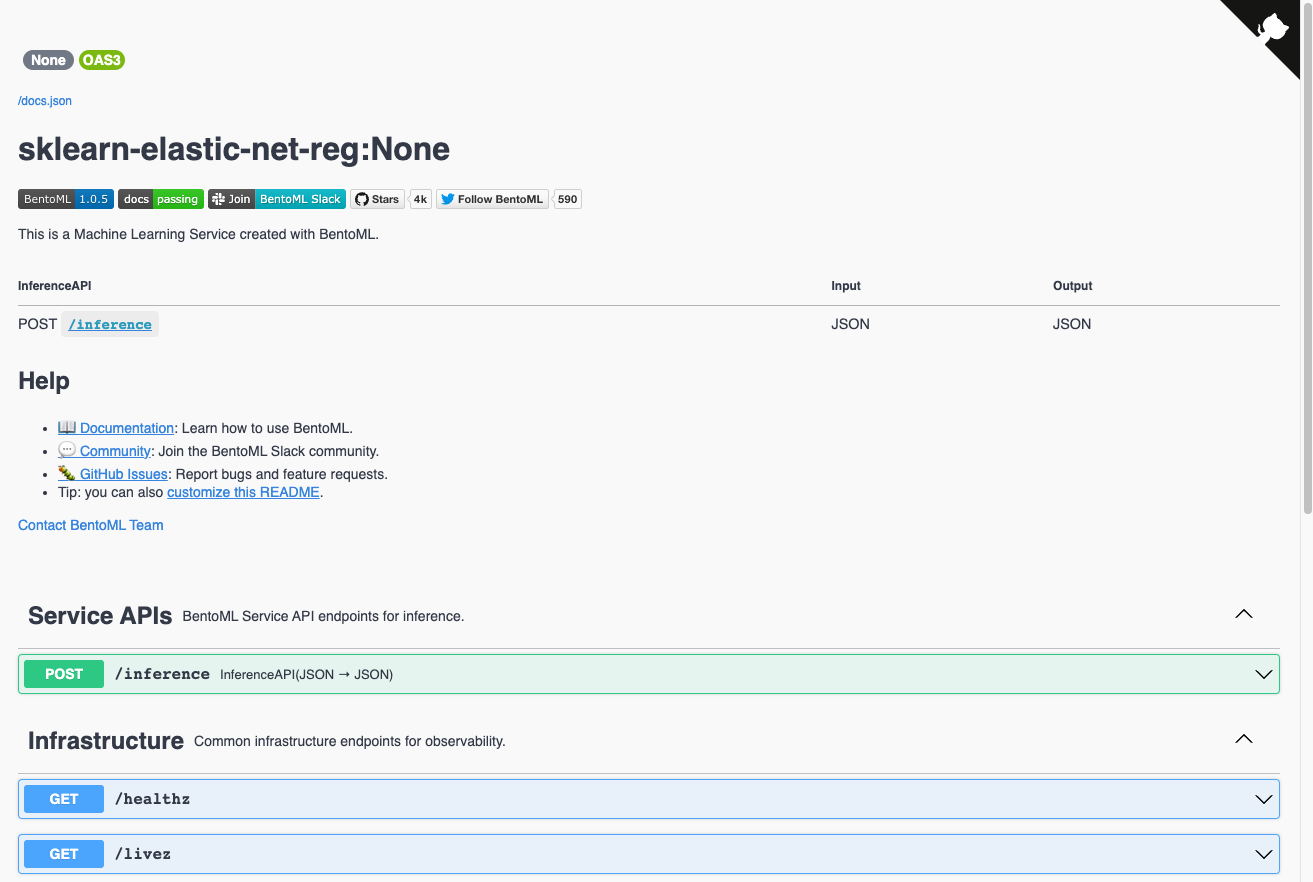 None OAS3
/docs.json
sklearn-elastic-net-reg:None
BentoML 1.0.5 docs passing Join BentoML Slack Stars 4k Follow BentoML 590
This is a Machine Learning Service created with BentoML.
InferenceAPI Input Output
POST /inference JSON JSON
Help
• 📖 Documentation: Learn how to use BentoML.
• 💬 Community: Join the BentoML Slack community.
• 🐛 GitHub Issues: Report bugs and feature requests.
• Tip: you can also customize this README.
Contact BentoML Team
Service APIs BentoML Service API endpoints for inference.
POST /inference InferenceAPI(JSON → JSON)
Infrastructure Common infrastructure endpoints for observability.
GET /healthz
GET /livez